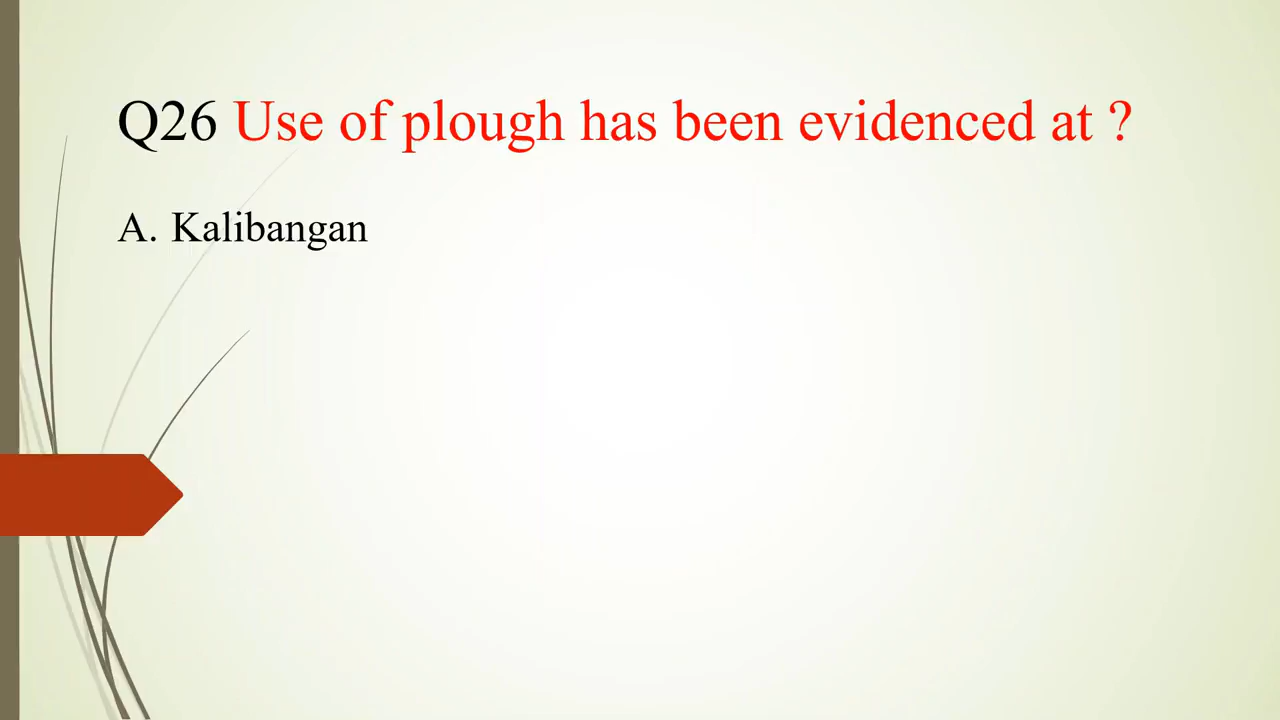 Q26 Use of plough has been evidenced at ?
A. Kalibangan